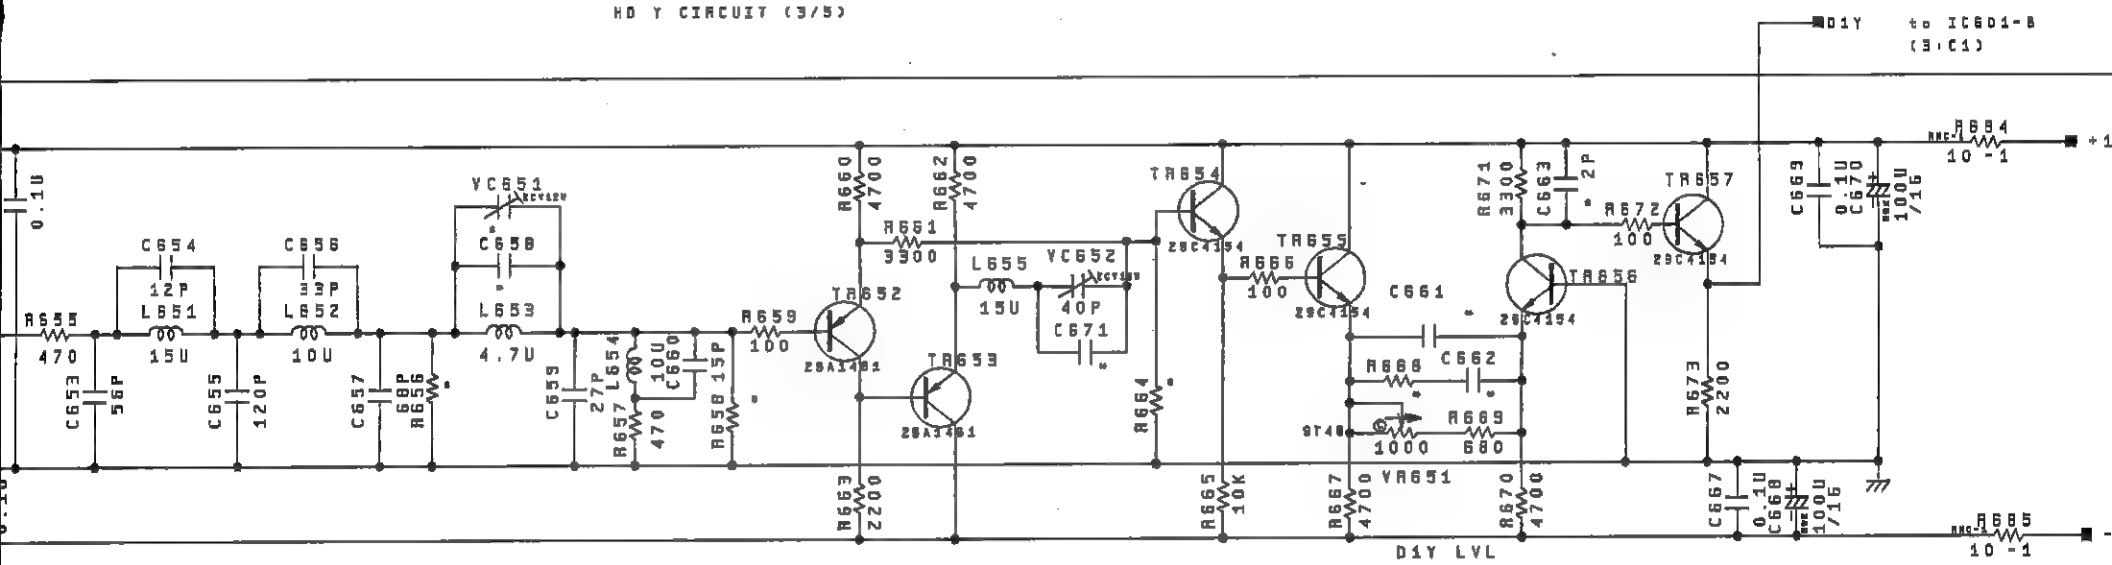 HD Y CIRCUIT (3/5)
D1Y to IC601-B
(3:C1)
R684
10 -1
+1
0.1U
C654
12P
L651
15U
C656
33P
L652
10U
VC651
C658
L653
4.7U
R655
470
C653
56P
C655
120P
C657
68P
R656
C659
27P
L654
10U
C660
15P
R657
470
R658
R659
100
TR652
2SA1461
R660
4700
R661
3300
R662
4700
TR653
2SA1461
R663
2200
L655
15U
VC652
40P
C671
R664
TR654
2SC4154
R665
10K
R666
100
TR655
2SC4154
C661
R668
C662
1000
VR651
R669
680
R667
4700
R670
4700
R671
3300
C663
2P
R672
100
TR656
2SC4154
TR657
2SC4154
R673
2200
C669
0.1U
C670
100U
/16
C667
0.1U
C668
100U
/16
R685
10 -1
-
D1Y LVL